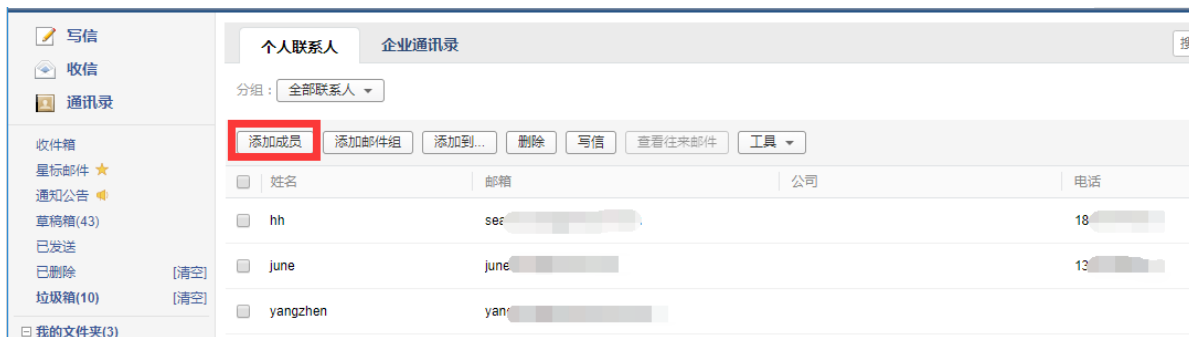 写信
收信
通讯录
收件箱
星标邮件
通知公告
草稿箱(43)
已发送
已删除 [清空]
垃圾箱(10) [清空]
我的文件夹(3)
个人联系人 企业通讯录
分组： 全部联系人
添加成员 添加邮件组 添加到... 删除 写信 查看往来邮件 工具
姓名 邮箱 公司 电话
hh sea 18
june june 13
yangzhen yang